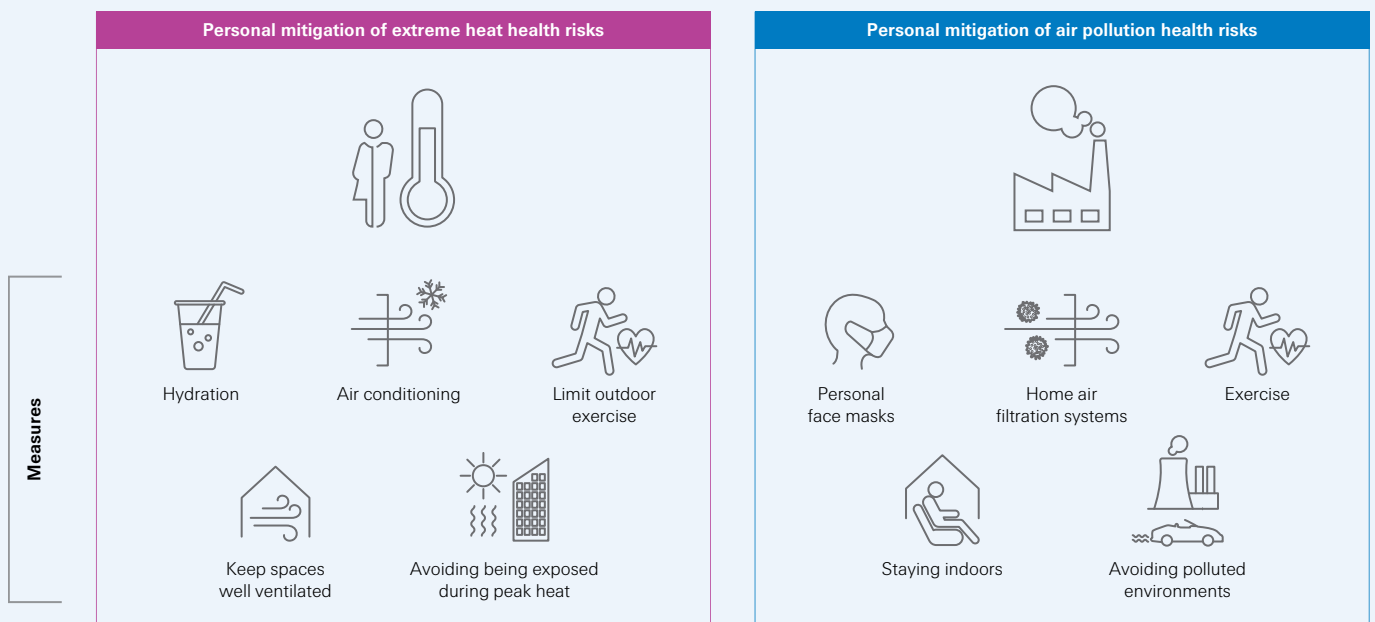 Personal mitigation of extreme heat health risks
Personal mitigation of air pollution health risks
Measures
Hydration
Air conditioning
Limit outdoor
exercise
Keep spaces
well ventilated
Avoiding being exposed
during peak heat
Personal
face masks
Home air
filtration systems
Exercise
Staying indoors
Avoiding polluted
environments